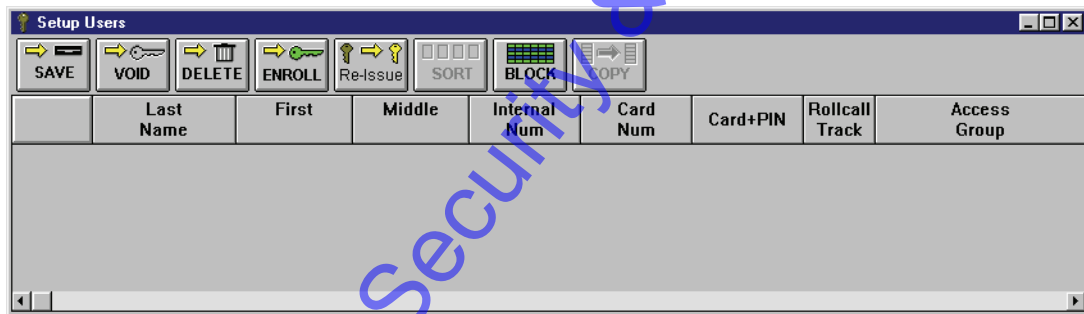 Setup Users
SAVE VOID DELETE ENROLL Re-Issue SORT BLOCK COPY
Last First Middle Internal Card Card+PIN Rollcall Access
Name Num Num Track Group
Security &